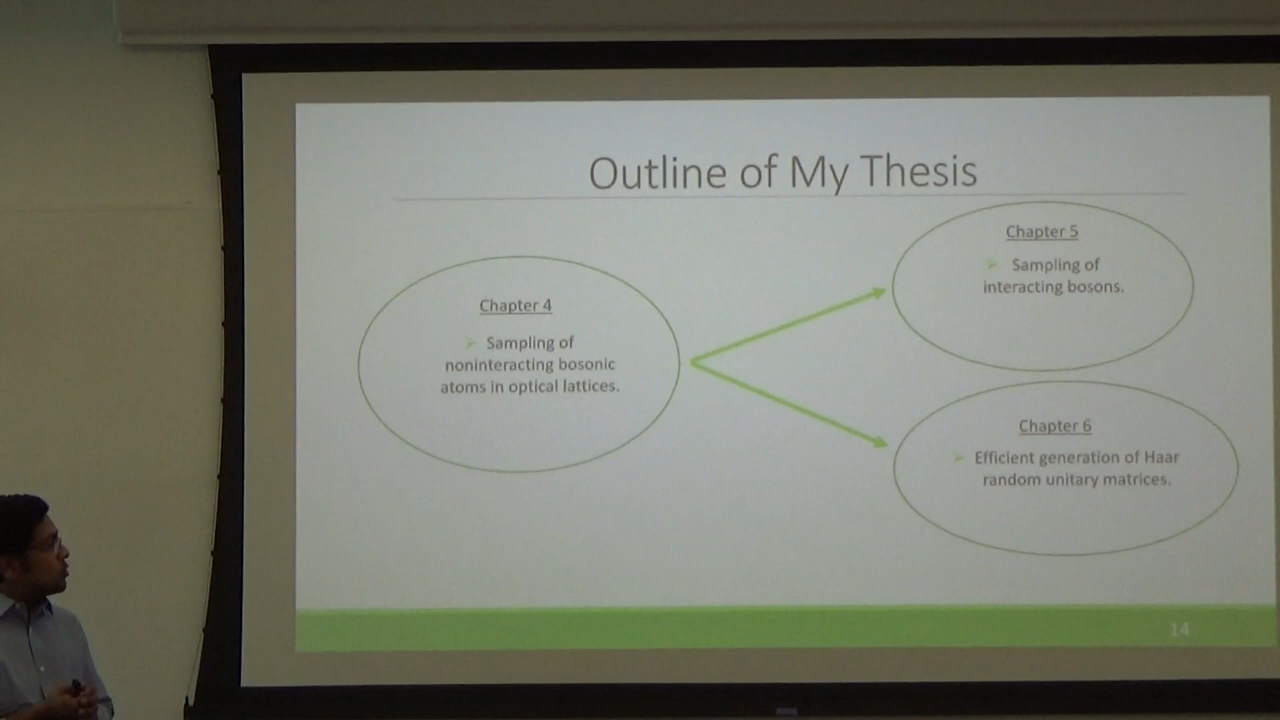 Outline of My Thesis
Chapter 4
➢ Sampling of
noninteracting bosonic
atoms in optical lattices.
Chapter 5
➢ Sampling of
interacting bosons.
Chapter 6
➢ Efficient generation of Haar
random unitary matrices.
14